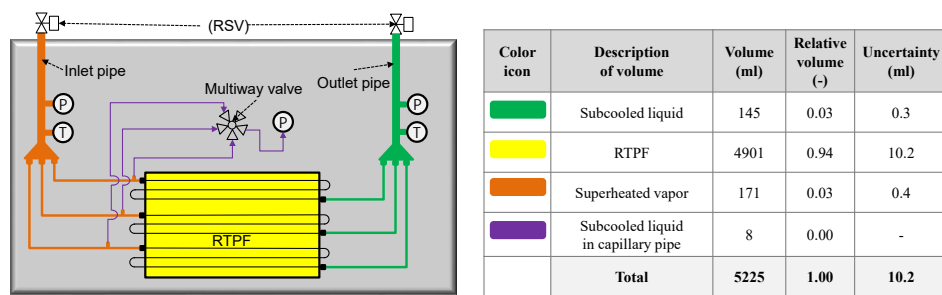 (RSV)
Inlet pipe
Outlet pipe
Multiway valve
P
P
P
T
T
RTPF
Color icon
Description of volume
Volume (ml)
Relative volume (-)
Uncertainty (ml)
Subcooled liquid 145 0.03 0.3
RTPF 4901 0.94 10.2
Superheated vapor 171 0.03 0.4
Subcooled liquid in capillary pipe 8 0.00 -
Total 5225 1.00 10.2